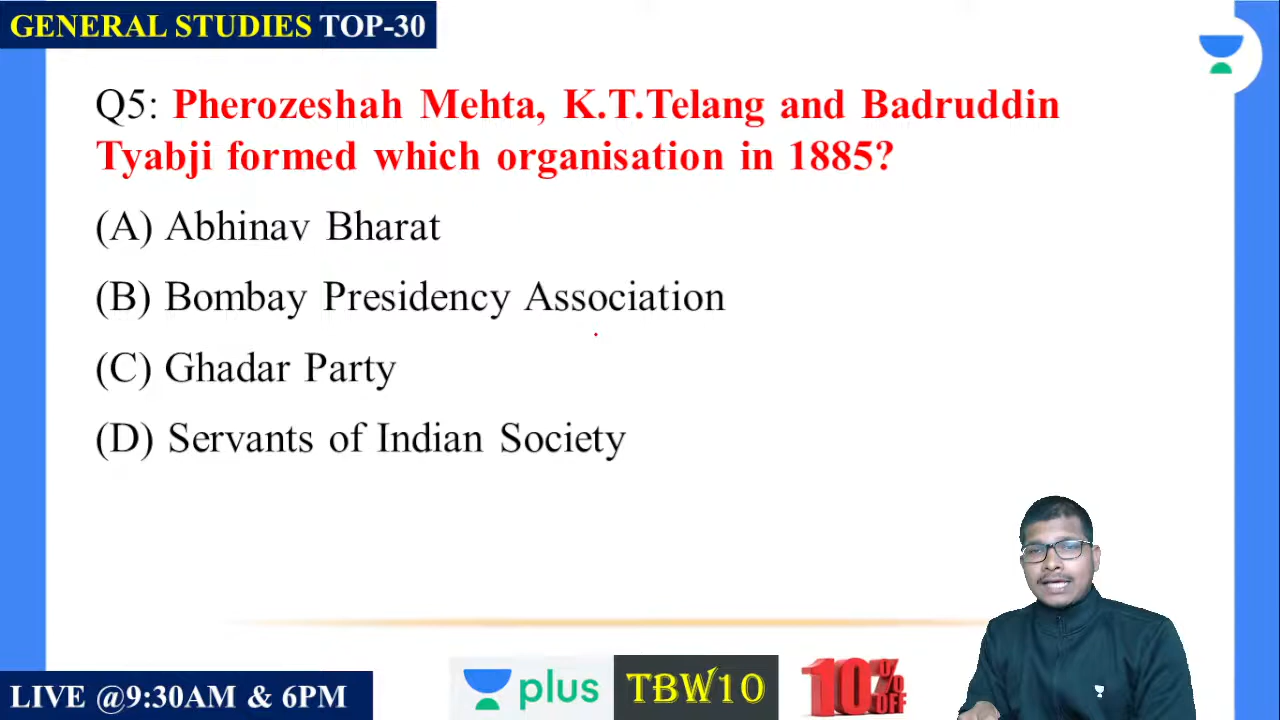 GENERAL STUDIES TOP-30
Q5: Pherozeshah Mehta, K.T.Telang and Badruddin
Tyabji formed which organisation in 1885?
(A) Abhinav Bharat
(B) Bombay Presidency Association
(C) Ghadar Party
(D) Servants of Indian Society
LIVE @9:30AM & 6PM
plus
TBW10
10% OFF